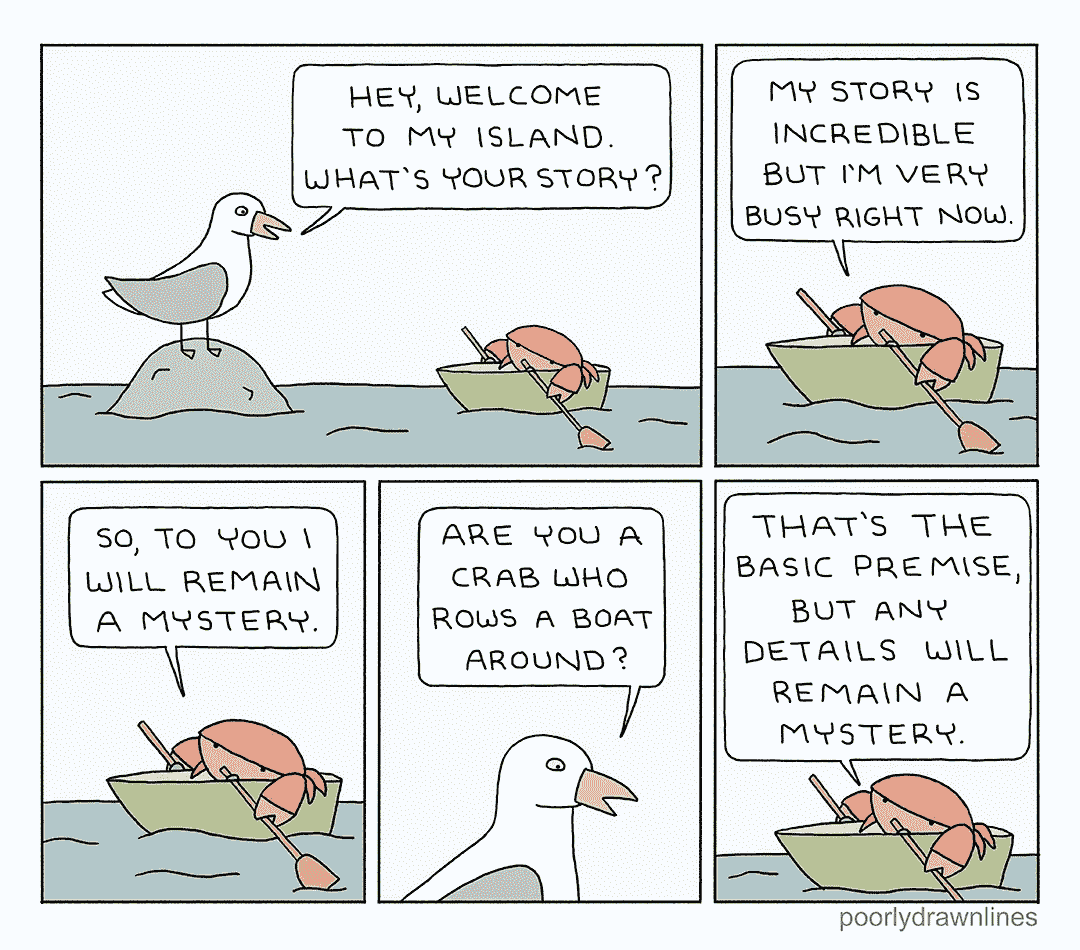 HEY, WELCOME
TO MY ISLAND.
WHAT'S YOUR STORY?
MY STORY IS
INCREDIBLE
BUT I'M VERY
BUSY RIGHT NOW.
SO, TO YOU I
WILL REMAIN
A MYSTERY.
ARE YOU A
CRAB WHO
ROWS A BOAT
AROUND?
THAT'S THE
BASIC PREMISE,
BUT ANY
DETAILS WILL
REMAIN A
MYSTERY.
poorlydrawnlines